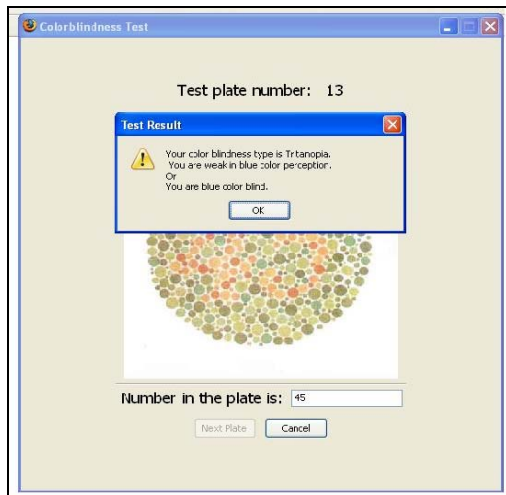 Colorblindness Test
Test plate number: 13
Test Result
Your color blindness type is Tritanopia.
You are weak in blue color perception.
Or
You are blue color blind.
OK
Number in the plate is: 45
Next Plate Cancel